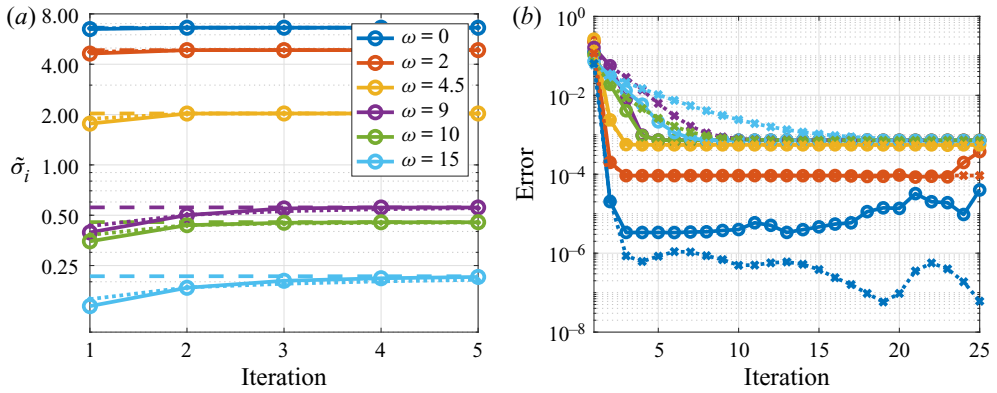 (a)
8.00
4.00
2.00
1.00
0.50
0.25
σ̃ᵢ
1 2 3 4 5
Iteration
ω = 0
ω = 2
ω = 4.5
ω = 9
ω = 10
ω = 15
(b)
10⁰
10⁻²
10⁻⁴
10⁻⁶
10⁻⁸
Error
5 10 15 20 25
Iteration